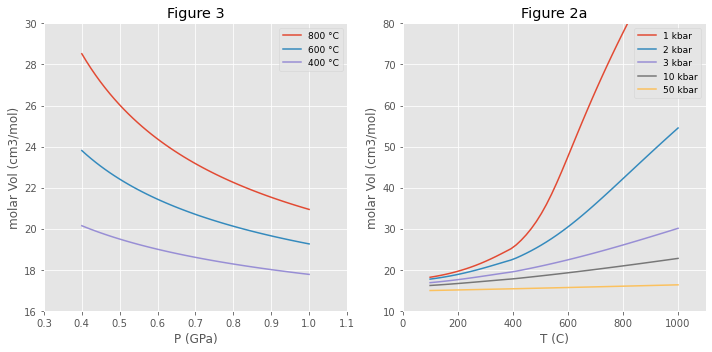 Figure 3
30
28
26
24
22
20
18
16
0.3 0.4 0.5 0.6 0.7 0.8 0.9 1.0 1.1
P (GPa)
molar Vol (cm3/mol)
800 °C
600 °C
400 °C
Figure 2a
80
70
60
50
40
30
20
10
0 200 400 600 800 1000
T (C)
molar Vol (cm3/mol)
1 kbar
2 kbar
3 kbar
10 kbar
50 kbar